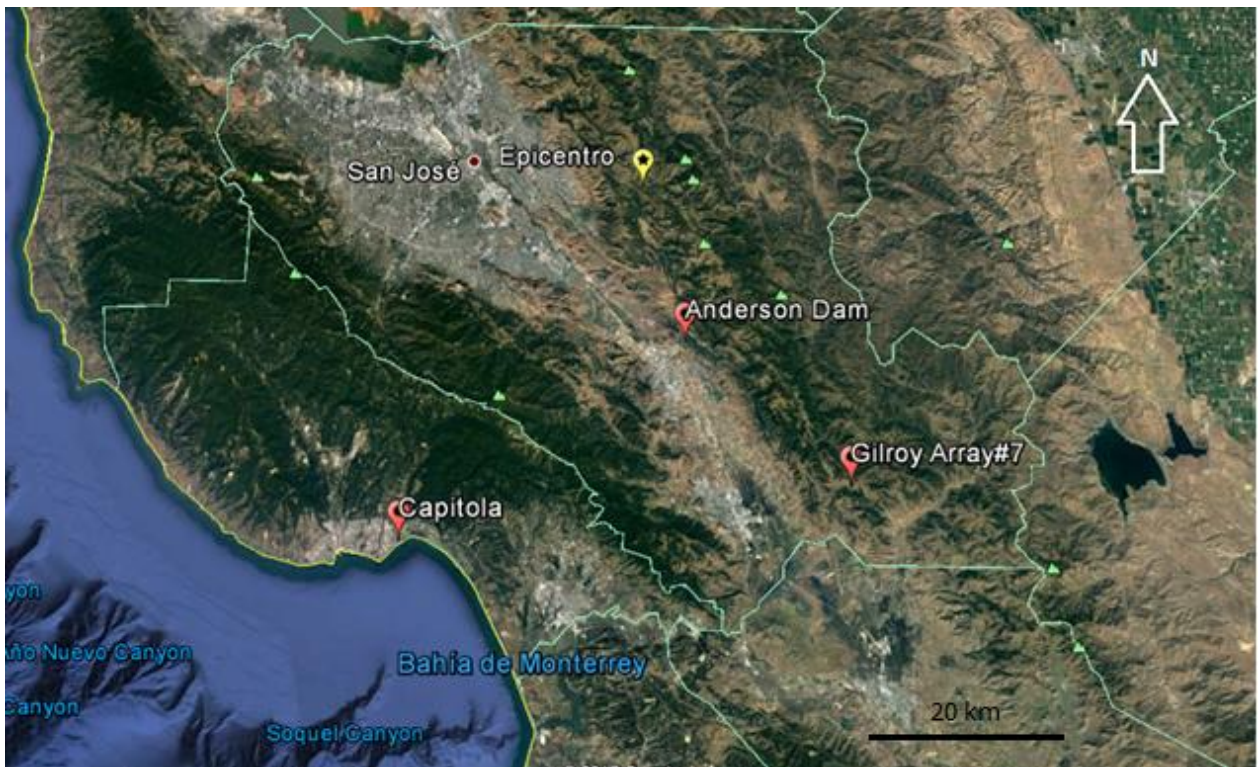 N
San José
Epicentro
Anderson Dam
Gilroy Array#7
Capitola
yon
Año Nuevo Canyon
Bahía de Monterrey
Canyon
Soquel Canyon
20 km